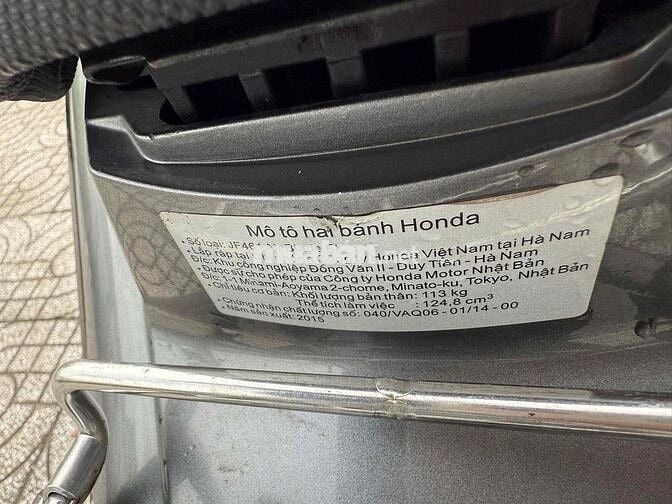 Mô tô hai bánh Honda
• Số loại: JF46
• Lắp ráp tại Honda Việt Nam tại Hà Nam
Đ/c: Khu công nghiệp Đồng Văn II - Duy Tiên - Hà Nam
• Được sự cho phép của Công ty Honda Motor Nhật Bản
Đ/c: 2-1 Minami-Aoyama 2-chome, Minato-ku, Tokyo, Nhật Bản
• Chỉ tiêu cơ bản: Khối lượng bản thân: 113 kg
Thể tích làm việc : 124,8 cm³
• Chứng nhận chất lượng số: 040/VAQ06 - 01/14 - 00
• Năm sản xuất: 2015